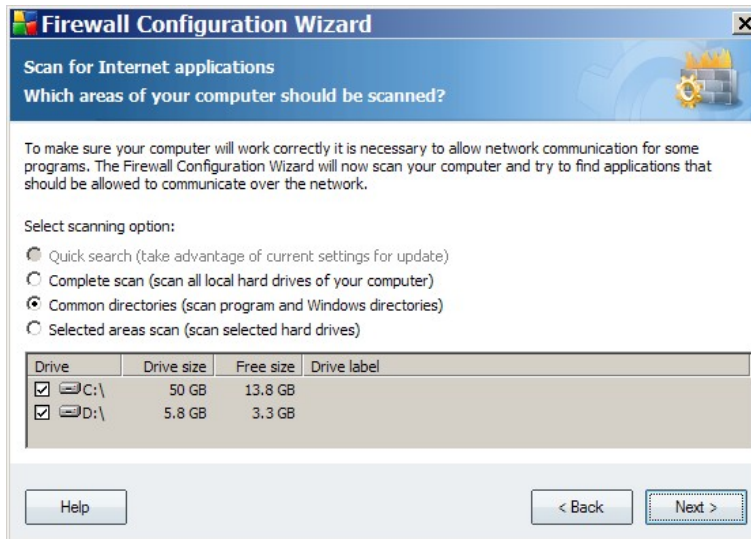 Firewall Configuration Wizard
Scan for Internet applications
Which areas of your computer should be scanned?
To make sure your computer will work correctly it is necessary to allow network communication for some
programs. The Firewall Configuration Wizard will now scan your computer and try to find applications that
should be allowed to communicate over the network.
Select scanning option:
Quick search (take advantage of current settings for update)
Complete scan (scan all local hard drives of your computer)
Common directories (scan program and Windows directories)
Selected areas scan (scan selected hard drives)
Drive Drive size Free size Drive label
C:\ 50 GB 13.8 GB
D:\ 5.8 GB 3.3 GB
Help < Back Next >